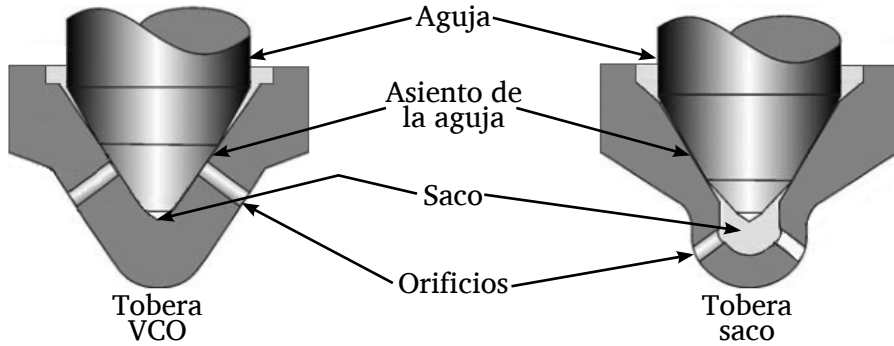 Aguja
Asiento de
la aguja
Saco
Orificios
Tobera
VCO
Tobera
saco